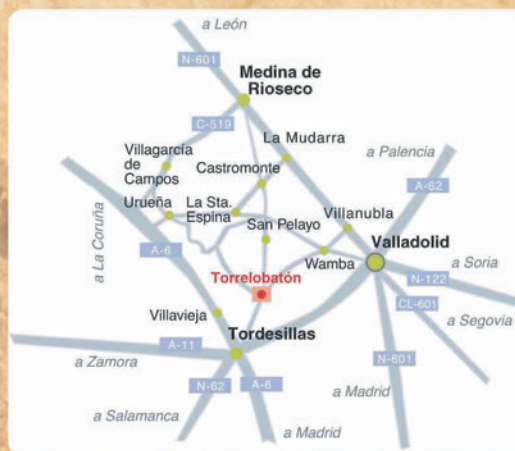 a León
N-601
Medina de
Rioseco
C-519
La Mudarra
Villagarcía
de
Campos
Castromonte
a Palencia
A-62
Urueña
La Sta.
Espina
San Pelayo
Villanubla
a La Coruña
A-6
Wamba
Valladolid
a Soria
N-122
CL-601
a Segovia
Torrelobatón
Villavieja
Tordesillas
A-11
a Zamora
N-62
A-6
N-601
a Madrid
a Salamanca
a Madrid